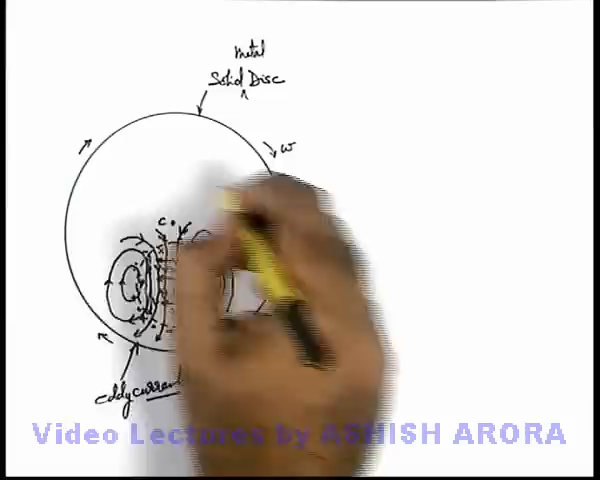 Metal
Solid Disc
ω
C
Eddy current
Video Lectures by ASHISH ARORA